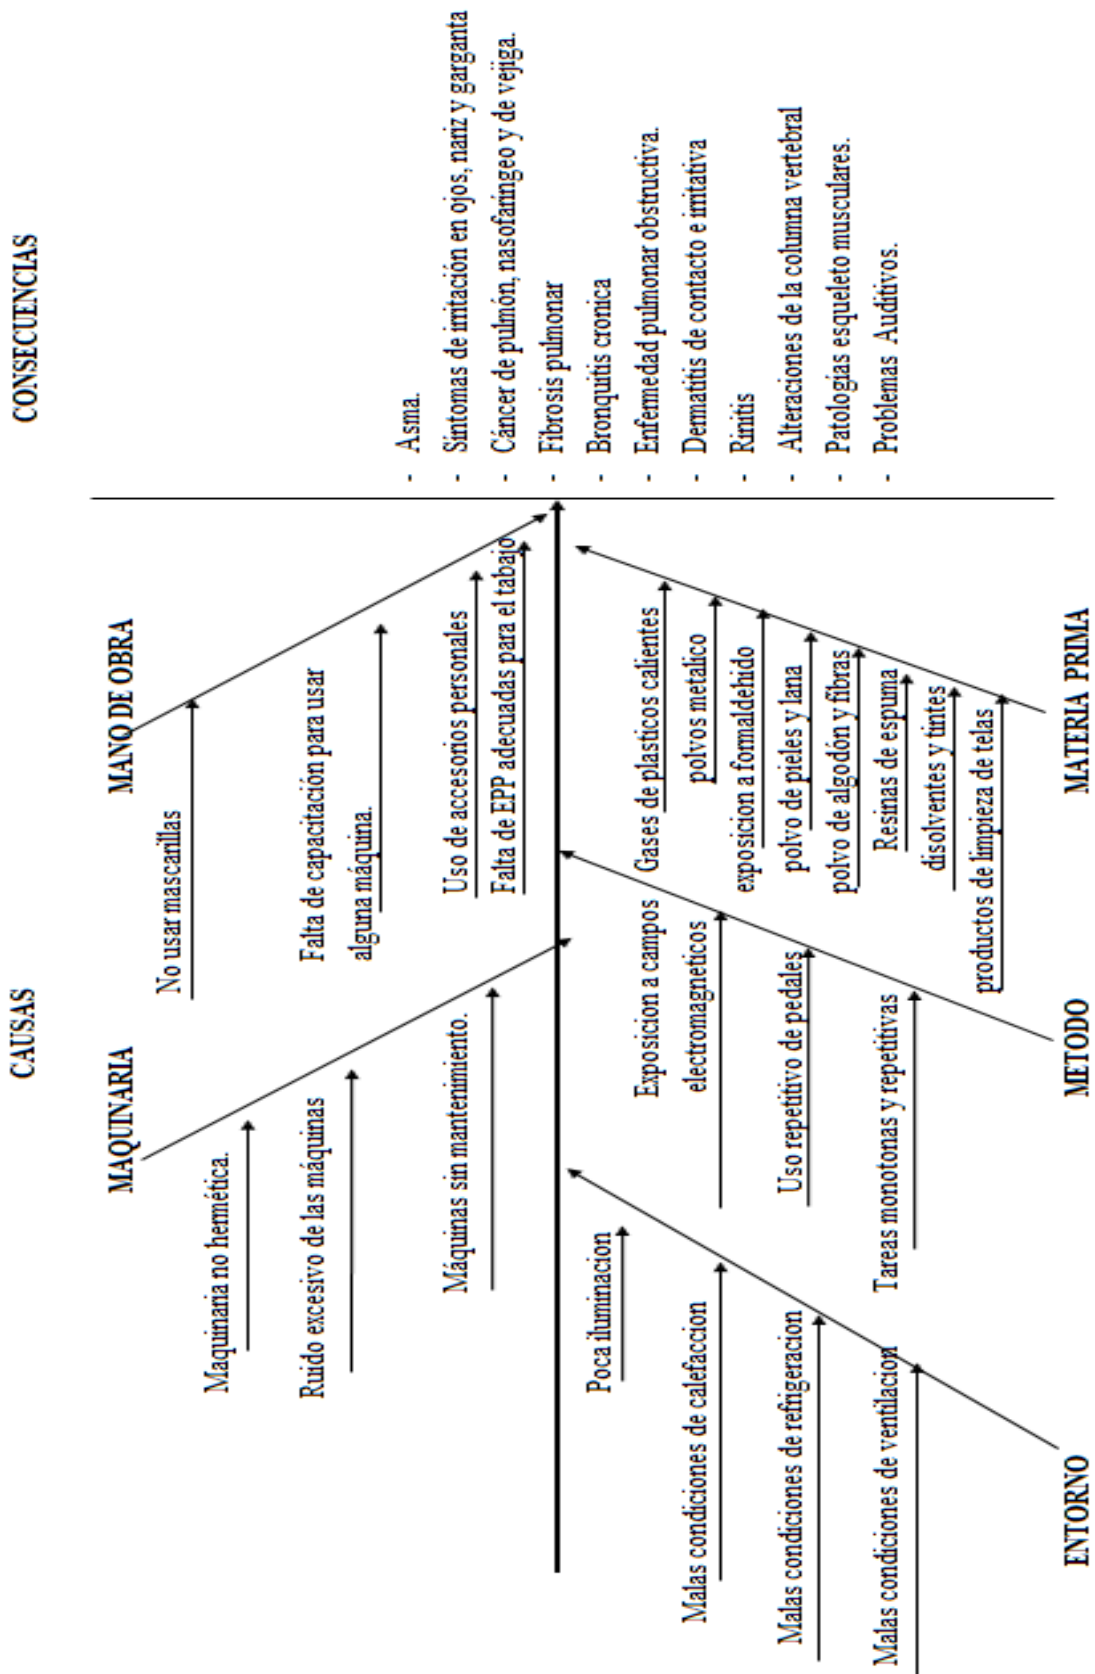 CAUSAS
CONSECUENCIAS
MAQUINARIA
Maquinaria no hermética.
Ruido excesivo de las máquinas
Máquinas sin mantenimiento.
MANO DE OBRA
No usar mascarillas
Falta de capacitación para usar
alguna máquina.
Uso de accesorios personales
Falta de EPP adecuadas para el tabajo
Poca iluminacion
Malas condiciones de calefaccion
Malas condiciones de refrigeracion
Malas condiciones de ventilacion
ENTORNO
Exposicion a campos
electromagneticos
Uso repetitivo de pedales
Tareas monotonas y repetitivas
METODO
Gases de plasticos calientes
polvos metalico
exposicion a formaldehido
polvo de pieles y lana
polvo de algodón y fibras
Resinas de espuma
disolventes y tintes
productos de limpieza de telas
MATERIA PRIMA
- Asma.
- Síntomas de irritación en ojos, nariz y garganta
- Cáncer de pulmón, nasofaríngeo y de vejiga.
- Fibrosis pulmonar
- Bronquitis cronica
- Enfermedad pulmonar obstructiva.
- Dermatitis de contacto e irritativa
- Rinitis
- Alteraciones de la columna vertebral
- Patologías esqueleto musculares.
- Problemas Auditivos.